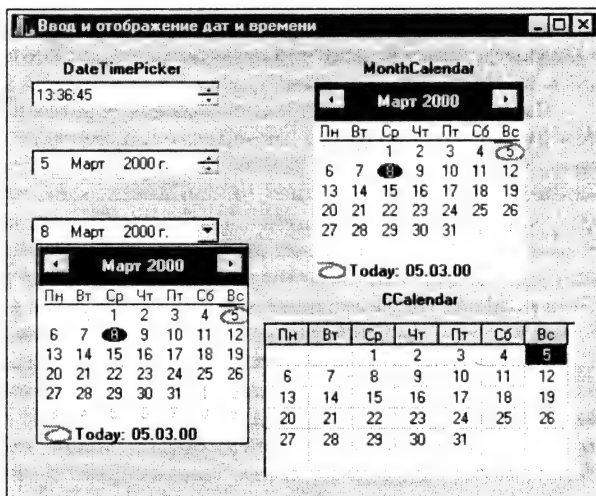 Ввод и отображение дат и времени
DateTimePicker
13:36:45
5 Март 2000 г.
8 Март 2000 г.
Март 2000
Пн Вт Ср Чт Пт Сб Вс
1 2 3 4 5
6 7 8 9 10 11 12
13 14 15 16 17 18 19
20 21 22 23 24 25 26
27 28 29 30 31
Today: 05.03.00
MonthCalendar
Март 2000
Пн Вт Ср Чт Пт Сб Вс
1 2 3 4 5
6 7 8 9 10 11 12
13 14 15 16 17 18 19
20 21 22 23 24 25 26
27 28 29 30 31
Today: 05.03.00
CCalendar
Пн Вт Ср Чт Пт Сб Вс
1 2 3 4 5
6 7 8 9 10 11 12
13 14 15 16 17 18 19
20 21 22 23 24 25 26
27 28 29 30 31